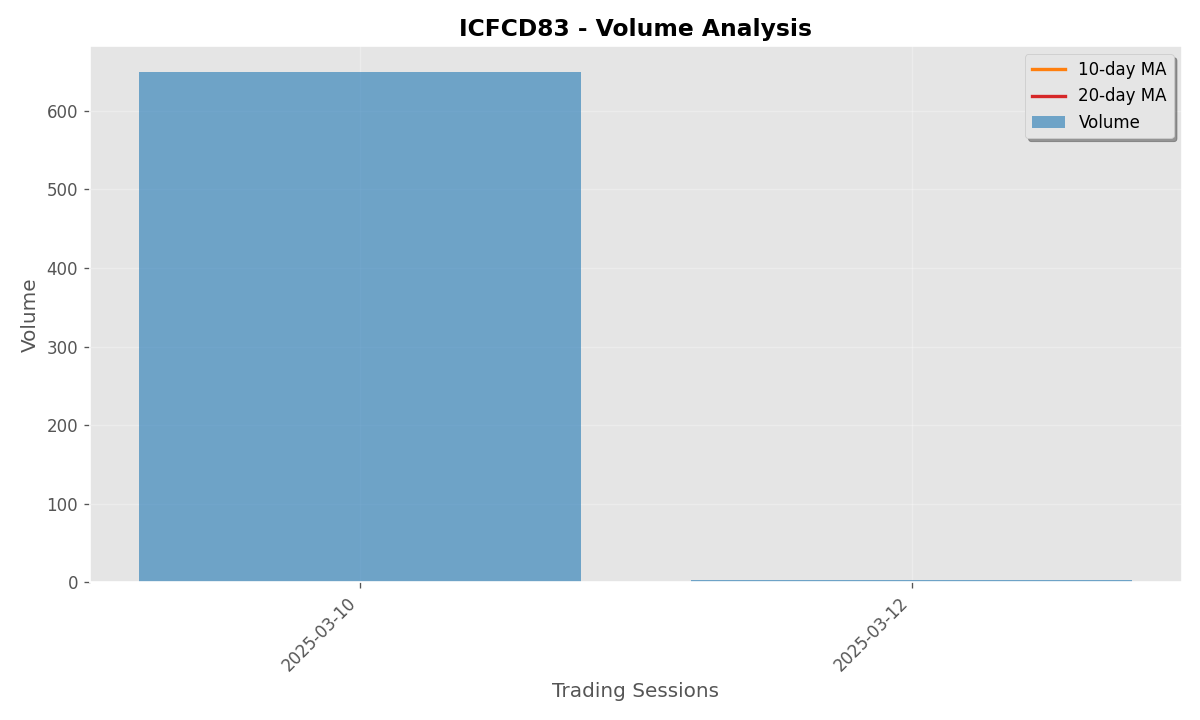 ICFCD83 - Volume Analysis
10-day MA
20-day MA
Volume
600
500
400
300
200
100
0
Volume
2025-03-10
2025-03-12
Trading Sessions